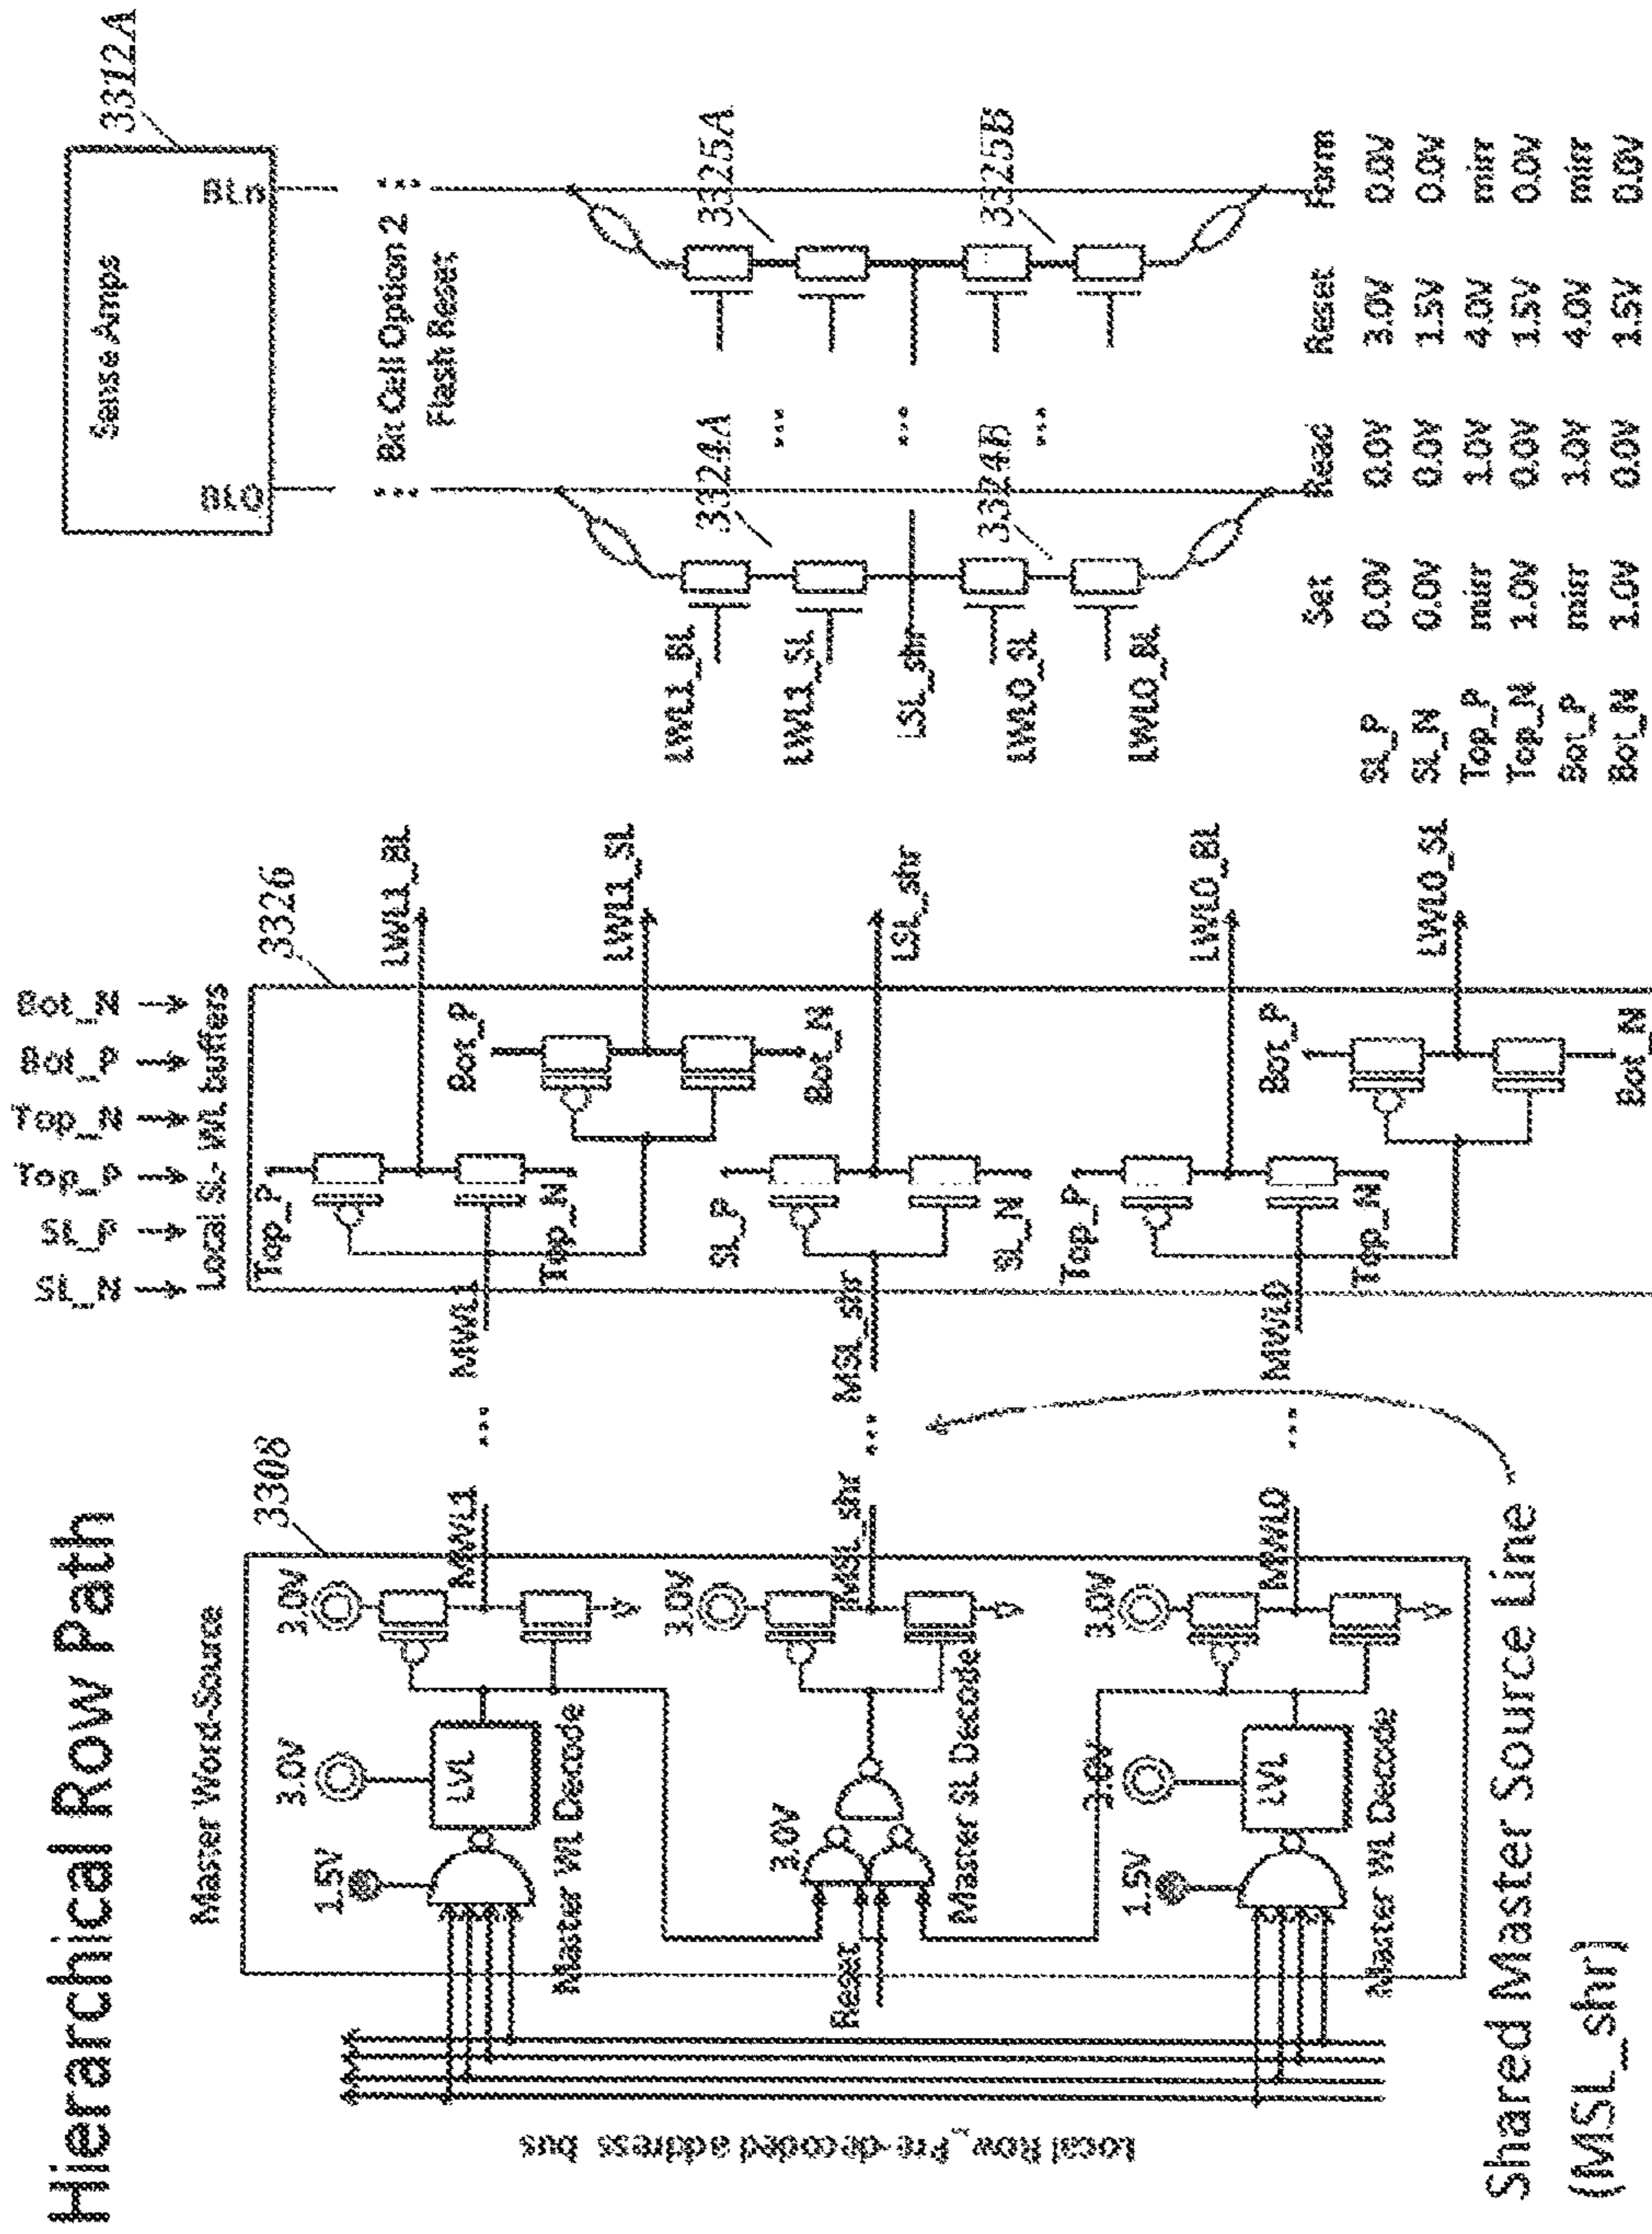 Hierarchical Row Path
Master Word-Source
3308
1.5V
3.0V
3.0V
LVL
Master WL Decode
MWL1
3.0V
3.0V
Reset
Master SL Decode
MSL_shr
1.5V
3.0V
3.0V
LVL
Master WL Decode
MWL0
Local Row_Pre-decoded address bus
Shared Master Source Line
(MSL_shr)
SL_N
SL_P
Top_P
Top_N
Bot_P
Bot_N
Local SL- WL buffers
3326
MWL1
Top_P
Top_N
Bot_P
Bot_N
LWL1_BL
LWL1_SL
MSL_shr
SL_P
SL_N
LSL_shr
MWL0
Top_P
Top_N
Bot_P
Bot_N
LWL0_BL
LWL0_SL
Sense Amps
3312A
BL0
BLn
Bit Cell Option 2
Flash Reset
3324A
3325A
3324B
3325B
LWL1_BL
LWL1_SL
LSL_shr
LWL0_SL
LWL0_BL
Set Read Reset Form
SL_P 0.0V 0.0V 3.0V 0.0V
SL_N 0.0V 0.0V 1.5V 0.0V
Top_P mirr 1.0V 4.0V mirr
Top_N 1.0V 0.0V 1.5V 0.0V
Bot_P mirr 1.0V 4.0V mirr
Bot_N 1.0V 0.0V 1.5V 0.0V